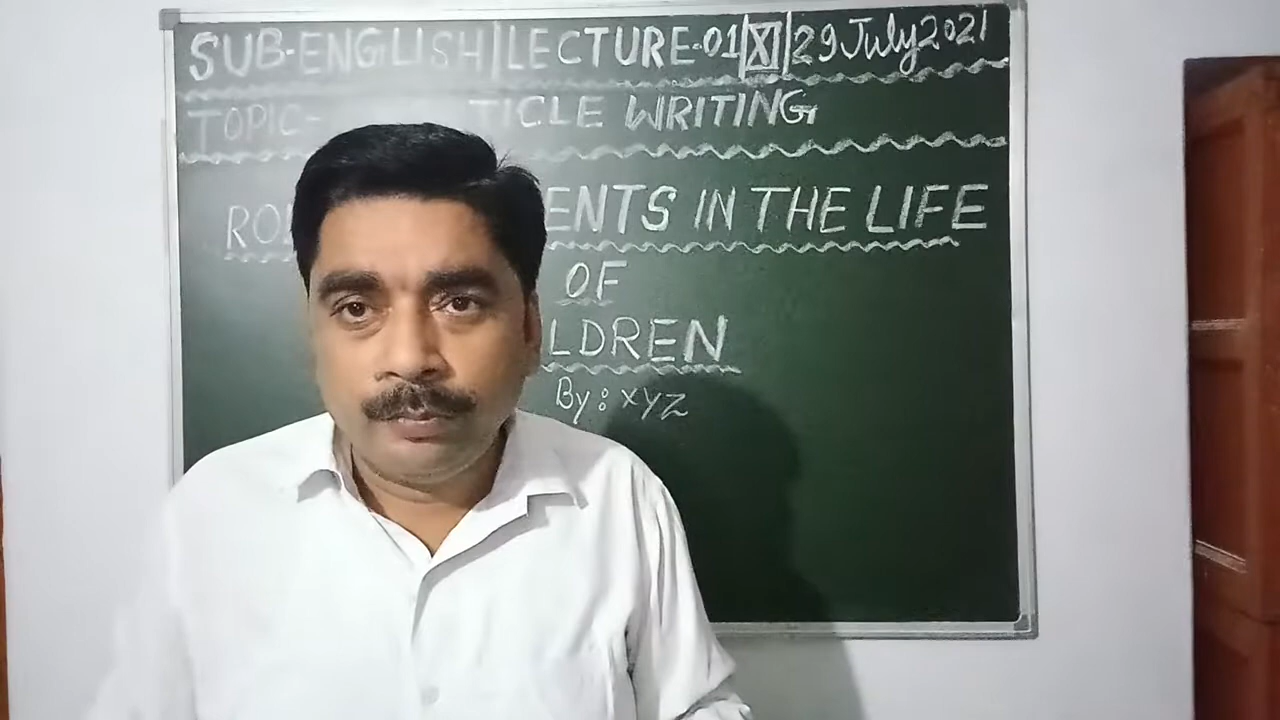 SUB-ENGLISH|LECTURE-01|XI|29 July 2021
TOPIC- TICLE WRITING
RO ENTS IN THE LIFE
OF
LDREN
By: xyz